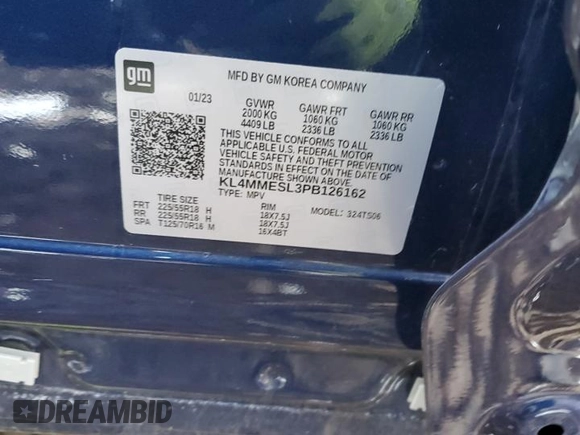 gm
MFD BY GM KOREA COMPANY
01/23 GVWR GAWR FRT GAWR RR
2000 KG 1060 KG 1060 KG
4409 LB 2336 LB 2336 LB
THIS VEHICLE CONFORMS TO ALL
APPLICABLE U.S. FEDERAL MOTOR
VEHICLE SAFETY AND THEFT PREVENTION
STANDARDS IN EFFECT ON THE DATE OF
MANUFACTURE SHOWN ABOVE.
KL4MMESL3PB126162
TYPE: MPV
TIRE SIZE RIM MODEL: 324TS06
FRT 225/55R18 H 18X7.5J
RR 225/55R18 H 18X7.5J
SPA T125/70R16 M 16X4BT
DREAMBID